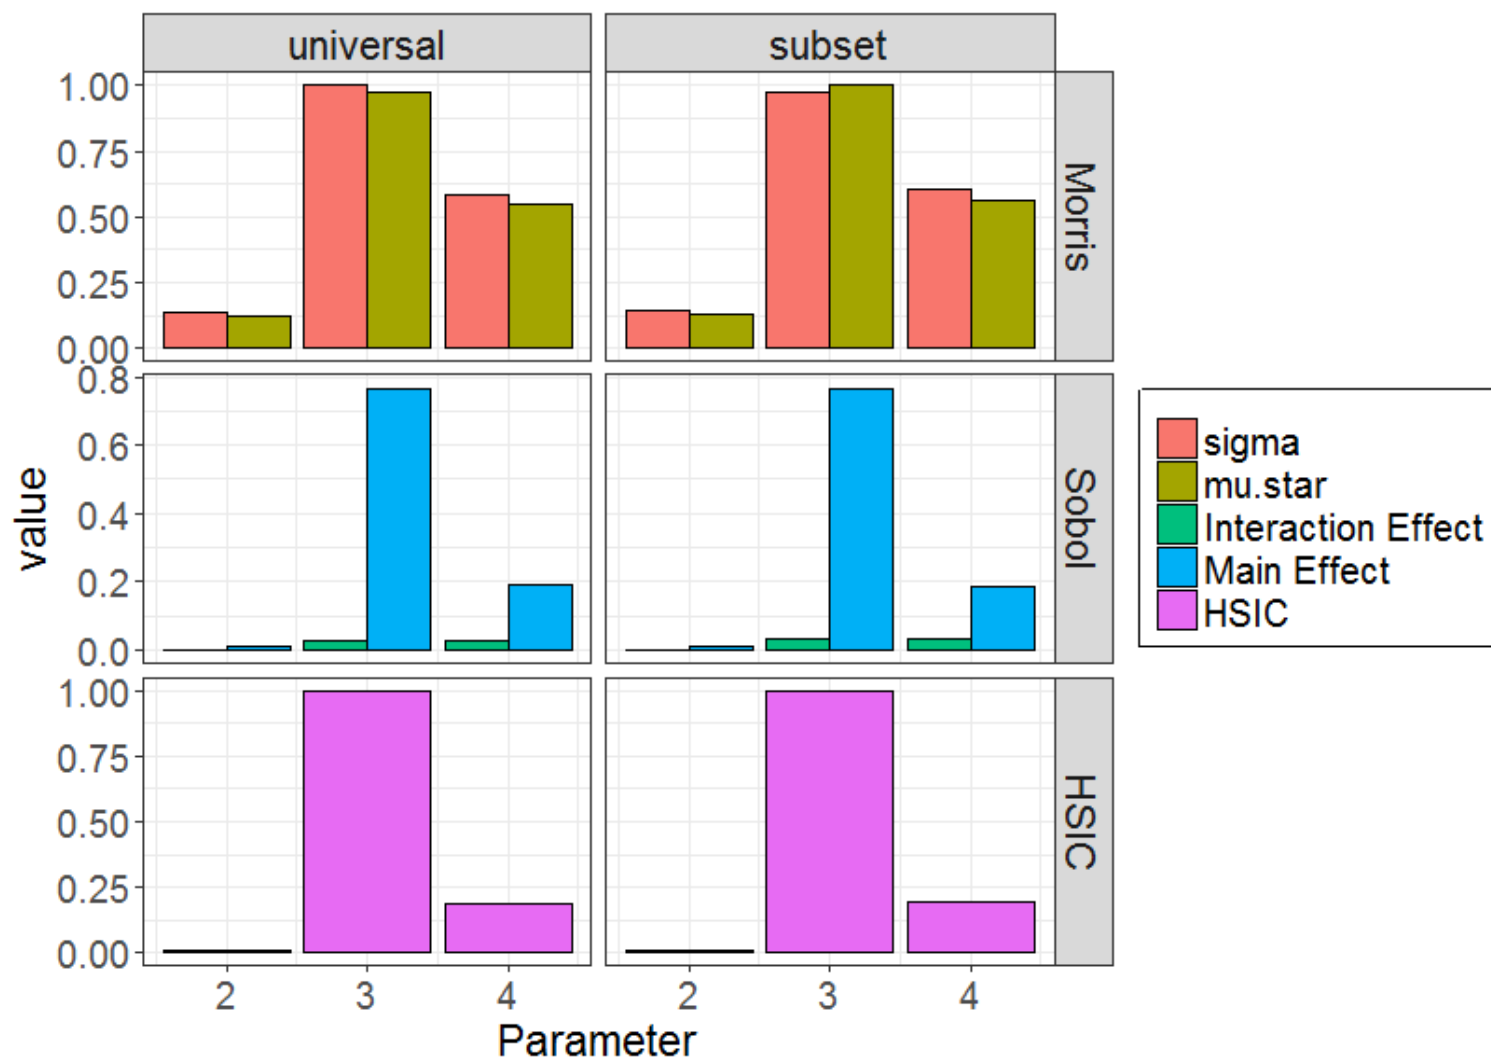 universal
subset
1.00
0.75
0.50
0.25
0.00
Morris
0.8
0.6
0.4
0.2
0.0
Sobol
1.00
0.75
0.50
0.25
0.00
HSIC
value
2 3 4
2 3 4
Parameter
sigma
mu.star
Interaction Effect
Main Effect
HSIC